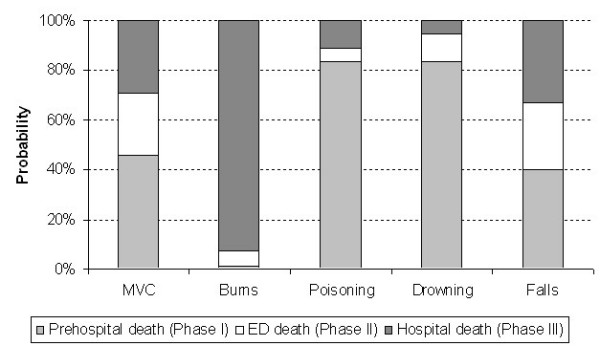 100%
80%
60%
40%
20%
0%
Probability
MVC Burns Poisoning Drowning Falls
Prehospital death (Phase I) ED death (Phase II) Hospital death (Phase III)